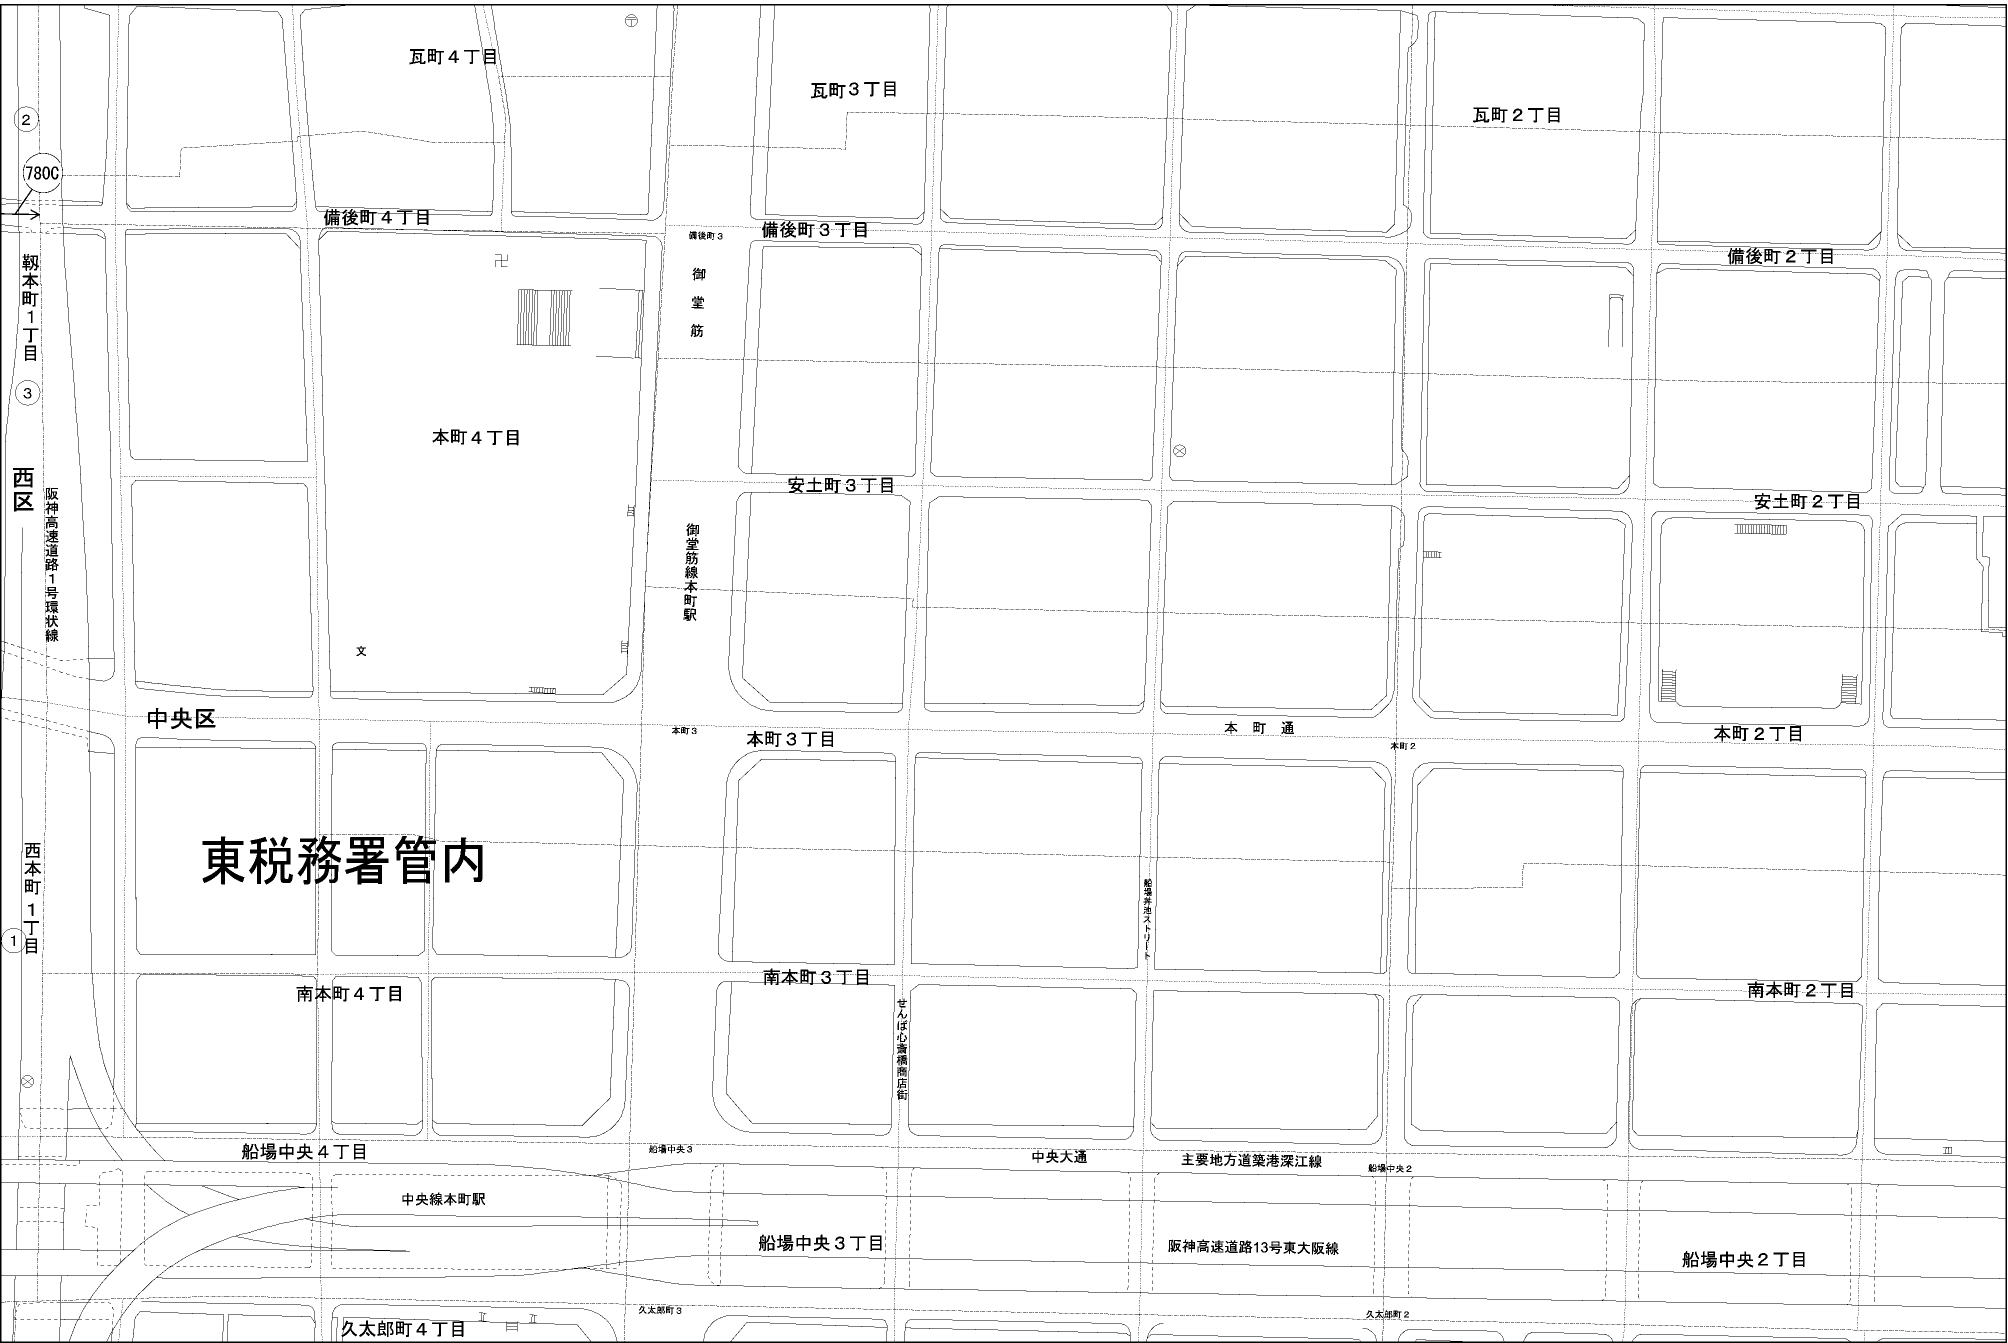 瓦町４丁目
瓦町３丁目
瓦町２丁目
2
780C
備後町４丁目
備後町3
備後町３丁目
備後町２丁目
靱本町１丁目
御堂筋
3
本町４丁目
西区
阪神高速道路１号環状線
安土町３丁目
安土町２丁目
御堂筋線本町駅
文
中央区
本町3
本町３丁目
本町通
本町2
本町２丁目
東税務署管内
西本町１丁目
1
船場丼池ストリート
南本町４丁目
南本町３丁目
南本町２丁目
せんば心斎橋商店街
船場中央４丁目
船場中央3
中央大通
主要地方道築港深江線
船場中央2
中央線本町駅
船場中央３丁目
阪神高速道路13号東大阪線
船場中央２丁目
久太郎町４丁目
久太郎町3
久太郎町2